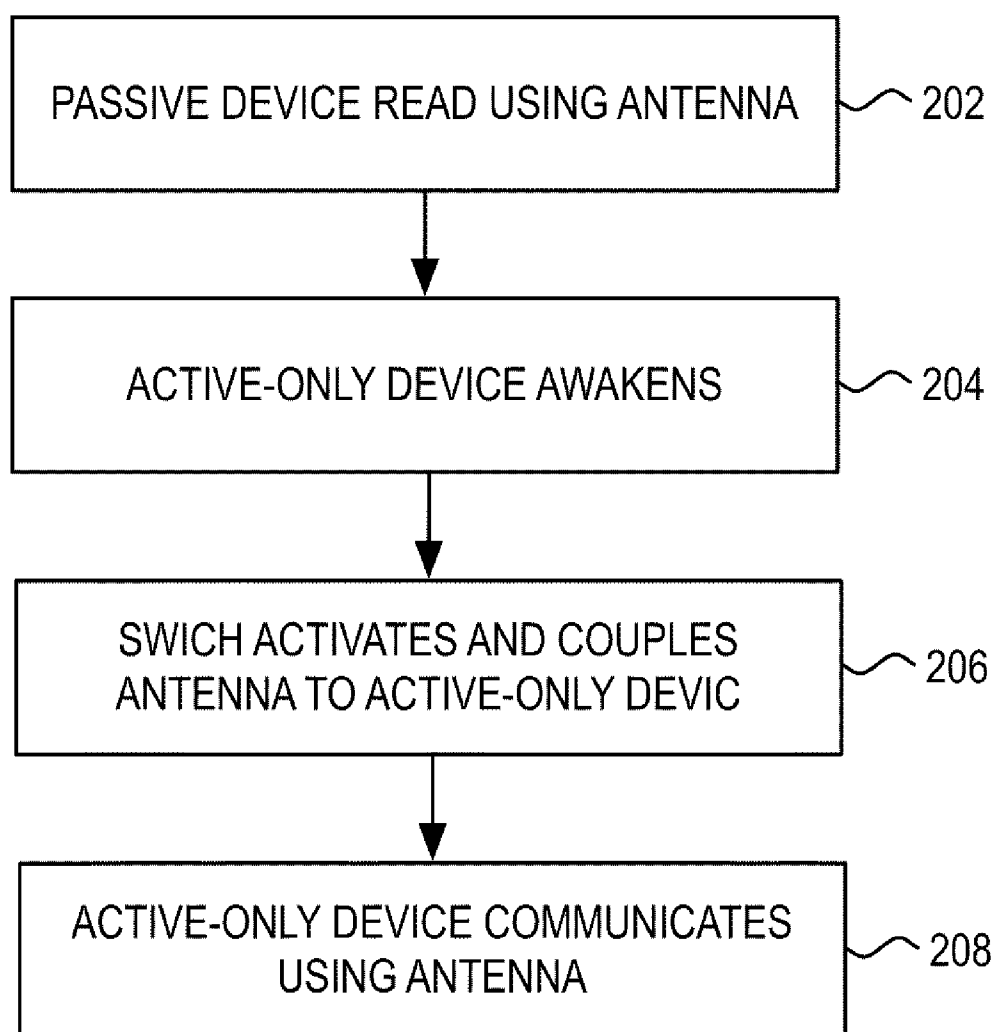 PASSIVE DEVICE READ USING ANTENNA
202
ACTIVE-ONLY DEVICE AWAKENS
204
SWICH ACTIVATES AND COUPLES
ANTENNA TO ACTIVE-ONLY DEVIC
206
ACTIVE-ONLY DEVICE COMMUNICATES
USING ANTENNA
208